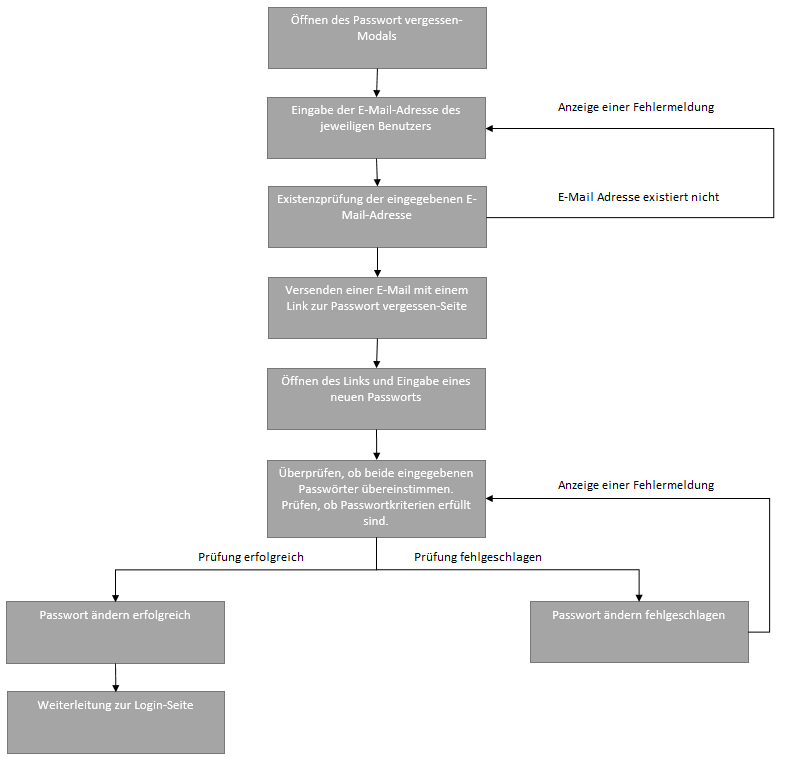 Öffnen des Passwort vergessen-
Modals
Eingabe der E-Mail-Adresse des
jeweiligen Benutzers
Anzeige einer Fehlermeldung
Existenzprüfung der eingegebenen E-
Mail-Adresse
E-Mail Adresse existiert nicht
Versenden einer E-Mail mit einem
Link zur Passwort vergessen-Seite
Öffnen des Links und Eingabe eines
neuen Passworts
Überprüfen, ob beide eingegebenen
Passwörter übereinstimmen.
Prüfen, ob Passwortkriterien erfüllt
sind.
Anzeige einer Fehlermeldung
Prüfung erfolgreich
Prüfung fehlgeschlagen
Passwort ändern erfolgreich
Passwort ändern fehlgeschlagen
Weiterleitung zur Login-Seite